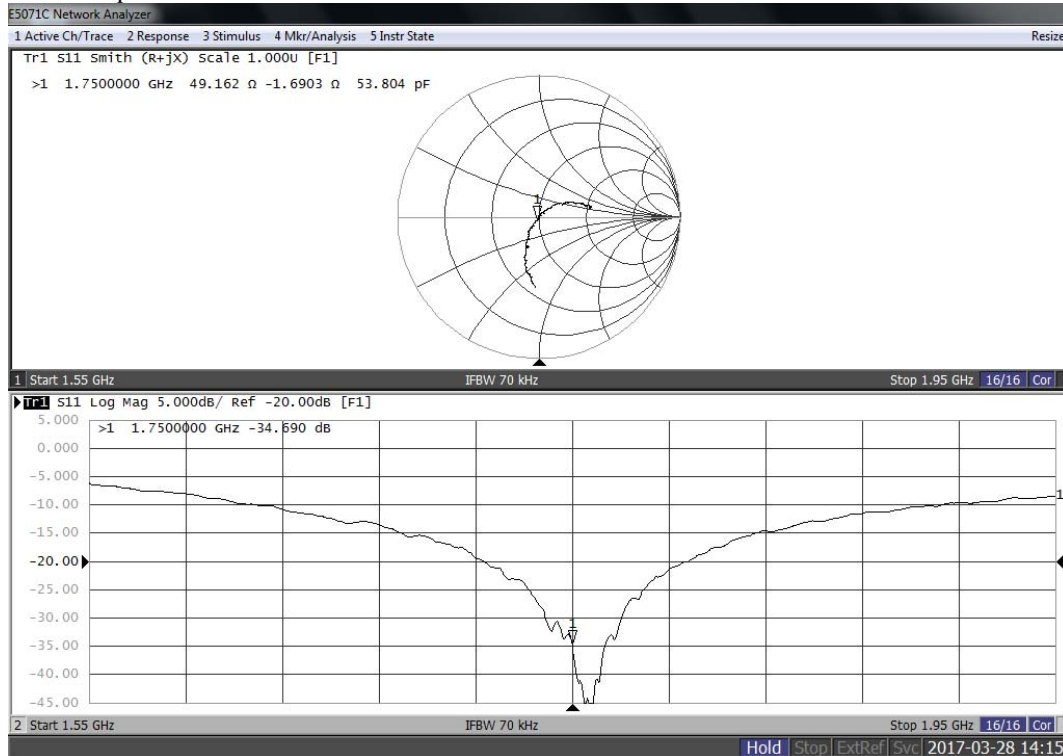 E5071C Network Analyzer
1 Active Ch/Trace 2 Response 3 Stimulus 4 Mkr/Analysis 5 Instr State Resize
Tr1 S11 Smith (R+jX) Scale 1.000U [F1]
>1 1.7500000 GHz 49.162 Ω -1.6903 Ω 53.804 pF
1
1 Start 1.55 GHz IFBW 70 kHz Stop 1.95 GHz 16/16 Cor
Tr1 S11 Log Mag 5.000dB/ Ref -20.00dB [F1]
5.000
>1 1.7500000 GHz -34.690 dB
0.000
-5.000
-10.00
1
-15.00
-20.00
-25.00
-30.00
1
-35.00
-40.00
-45.00
2 Start 1.55 GHz IFBW 70 kHz Stop 1.95 GHz 16/16 Cor
Hold Stop ExtRef Svc 2017-03-28 14:15